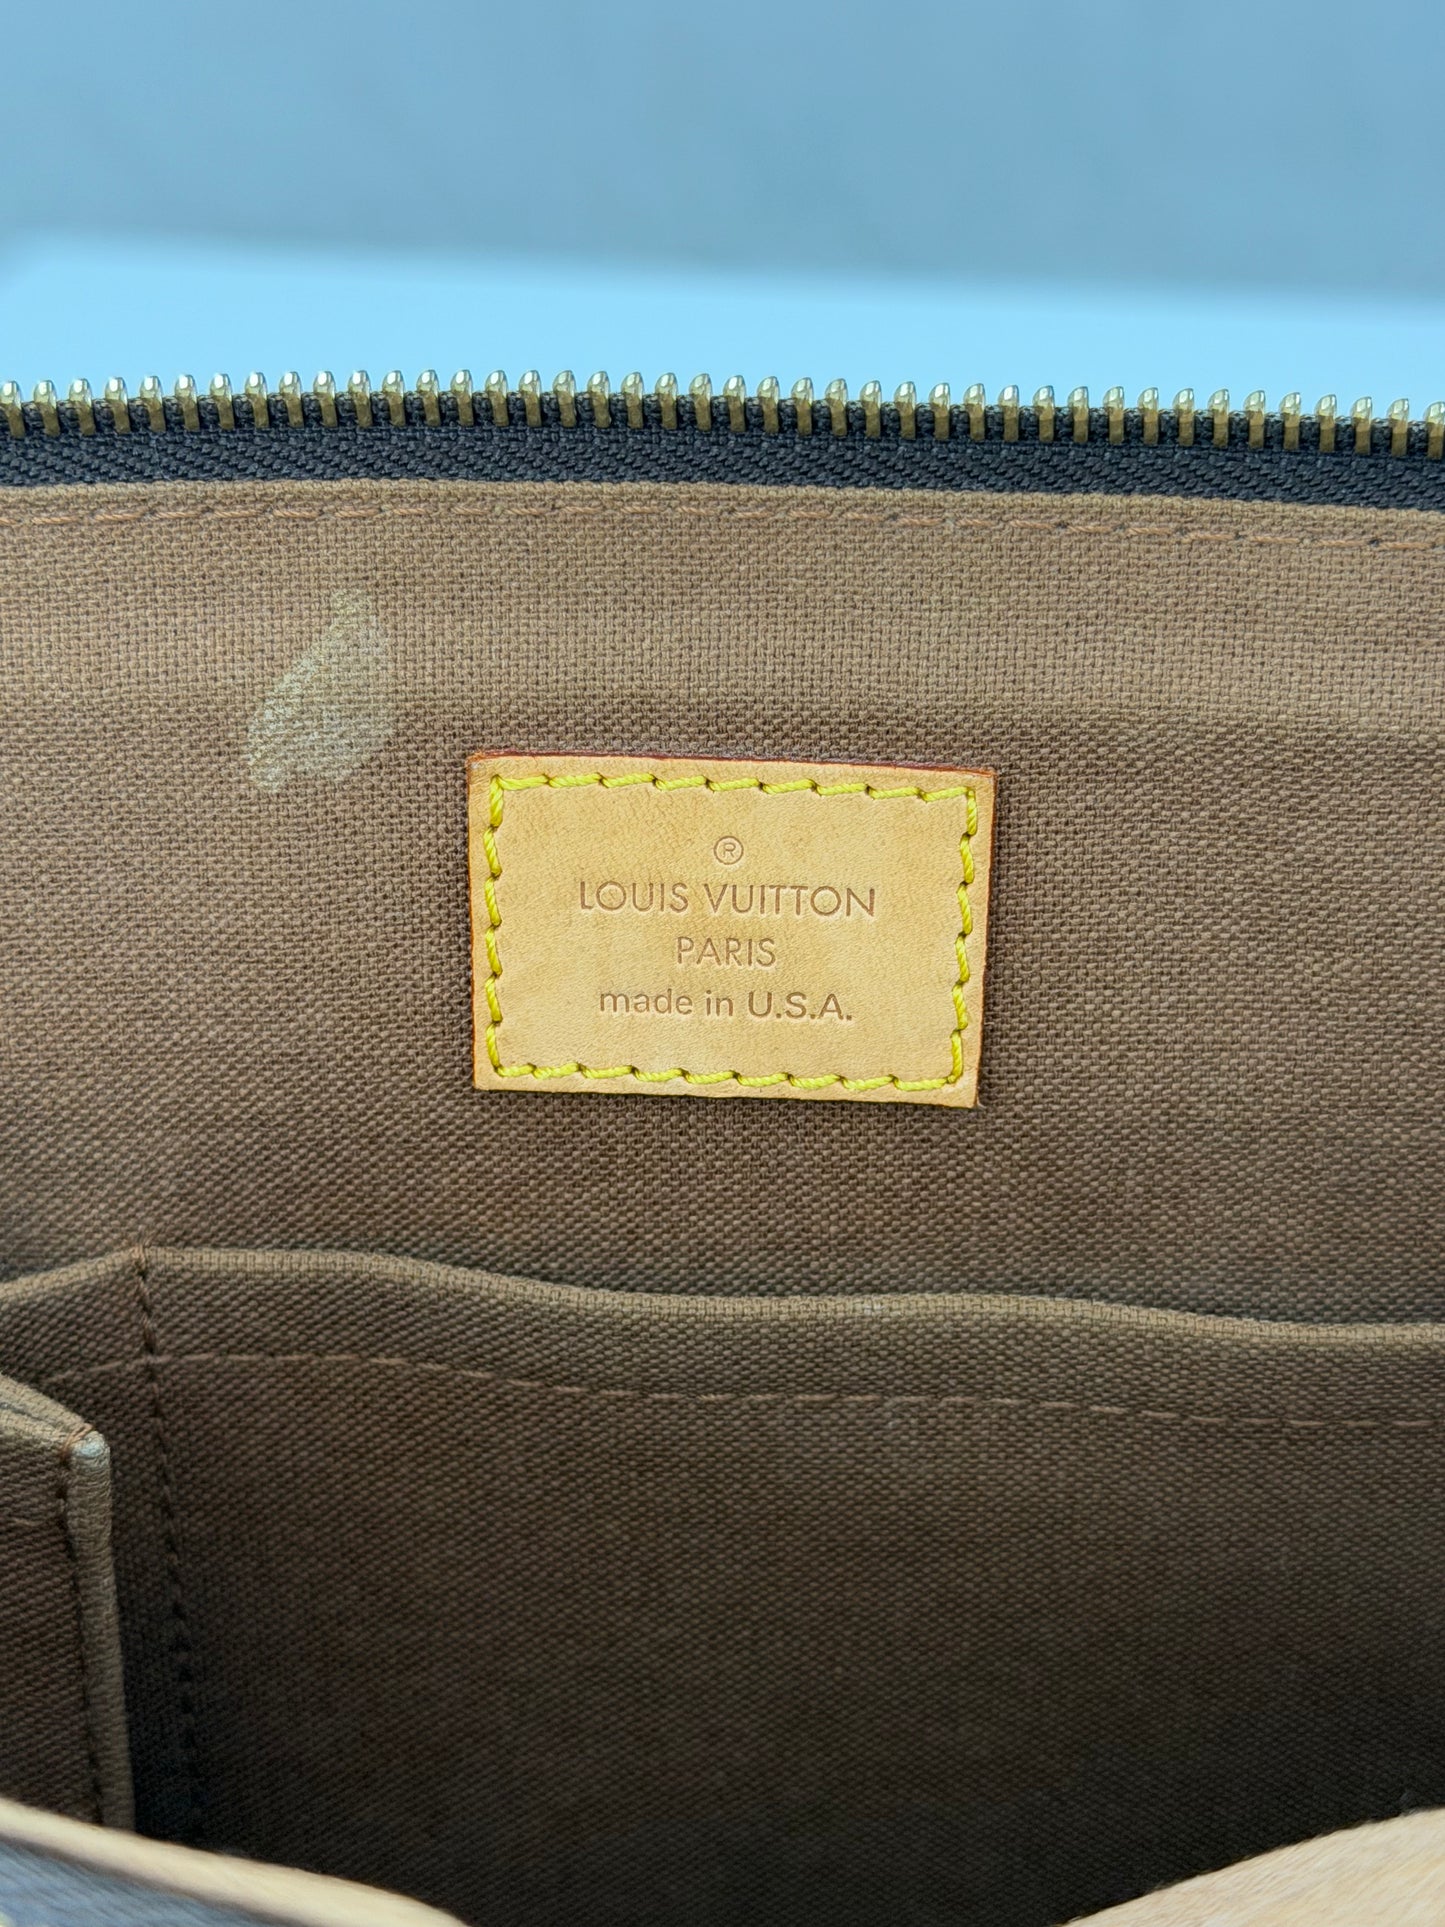 ®
LOUIS VUITTON
PARIS
made in U.S.A.